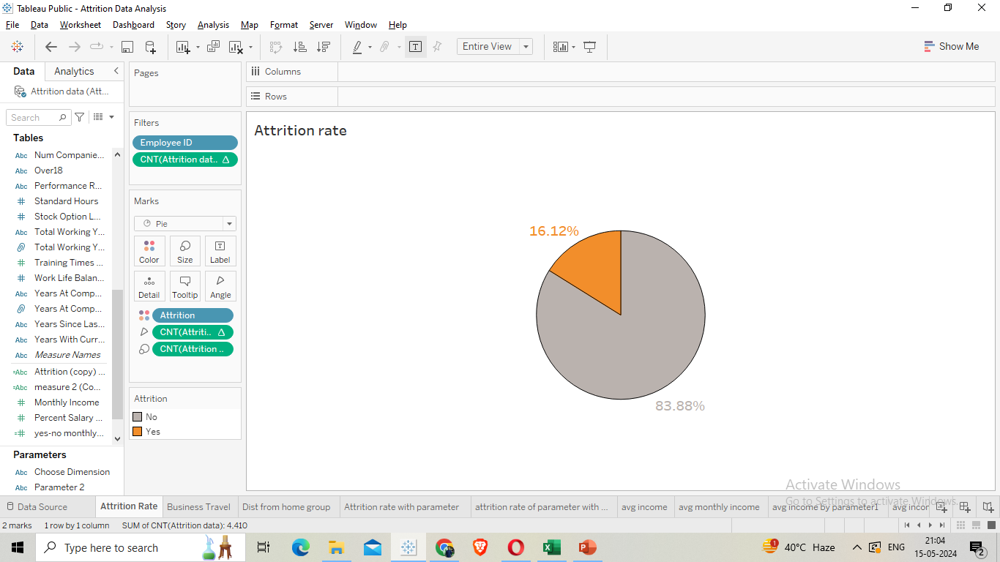 Tableau Public - Attrition Data Analysis
File Data Worksheet Dashboard Story Analysis Map Format Server Window Help
Entire View
Show Me
Data Analytics
Attrition data (Att...
Search
Tables
Abc Num Companie...
Abc Over18
Abc Performance R...
# Standard Hours
# Stock Option L...
Abc Total Working Y...
Total Working Y...
# Training Times ...
# Work Life Balan...
Abc Years At Comp...
Years At Comp...
Abc Years Since Las...
Abc Years With Curr...
Abc Measure Names
=Abc Attrition (copy) ...
=Abc measure 2 (Co...
# Monthly Income
# Percent Salary ...
=# yes-no monthly...
Parameters
Abc Choose Dimension
Abc Parameter 2
Pages
Filters
Employee ID
CNT(Attrition dat.. Δ
Marks
Pie
Color Size Label
Detail Tooltip Angle
Attrition
CNT(Attriti.. Δ
CNT(Attrition ..
Attrition
No
Yes
Columns
Rows
Attrition rate
16.12%
83.88%
Activate Windows
Go to Settings to activate Windows.
Data Source Attrition Rate Business Travel Dist from home group Attrition rate with parameter attrition rate of parameter with ... avg income avg monthly income avg income by parameter1 avg incor
2 marks 1 row by 1 column SUM of CNT(Attrition data): 4,410
Type here to search
1
40°C Haze
ENG
21:04
15-05-2024
2